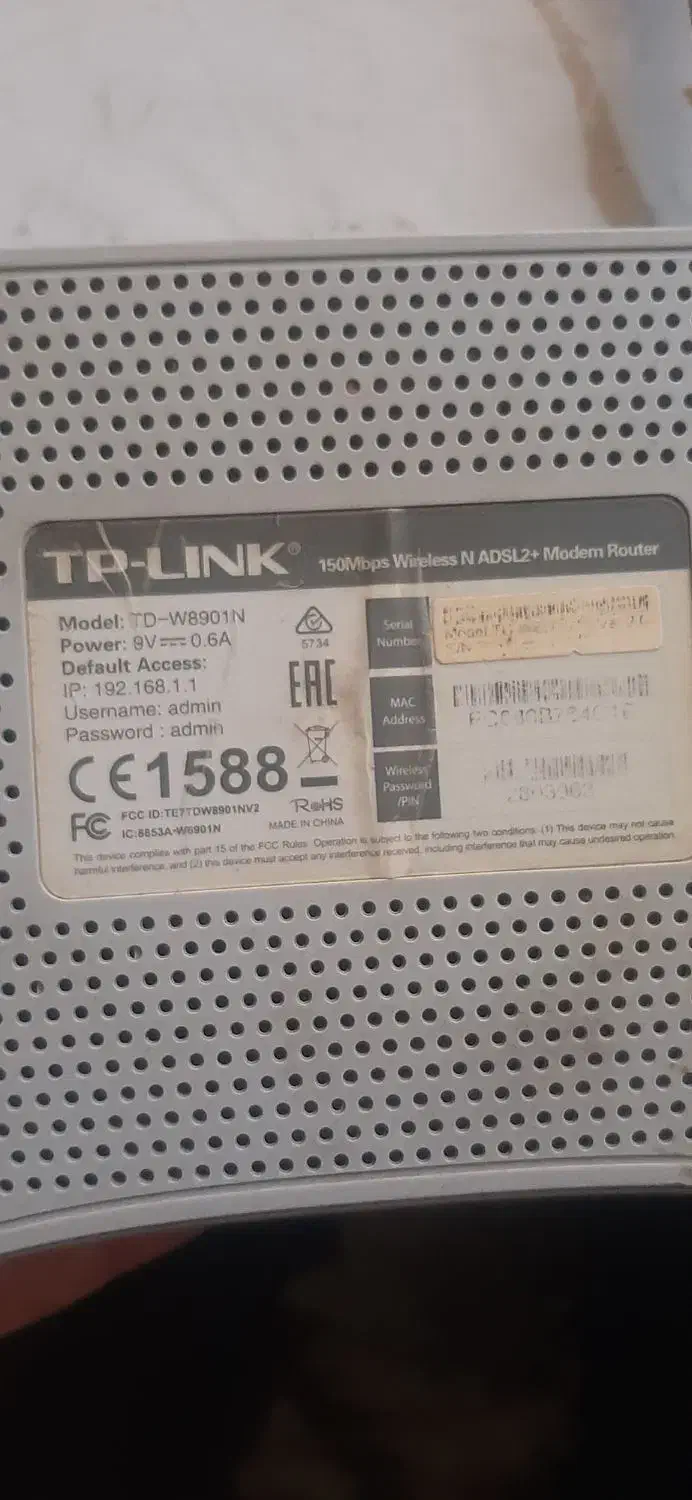 TP-LINK®
150Mbps Wireless N ADSL2+ Modem Router
Model: TD-W8901N
Power: 9V⎓0.6A
Default Access:
IP: 192.168.1.1
Username: admin
Password : admin
5734
EAC
CE1588
FC
FCC ID:TE7TDW8901NV2
IC:8853A-W8901N
RoHS
MADE IN CHINA
Serial
Number
MAC
Address
Wireless
Password
/PIN
This device complies with part 15 of the FCC Rules. Operation is subject to the following two conditions: (1) This device may not cause
harmful interference, and (2) this device must accept any interference received, including interference that may cause undesired operation.